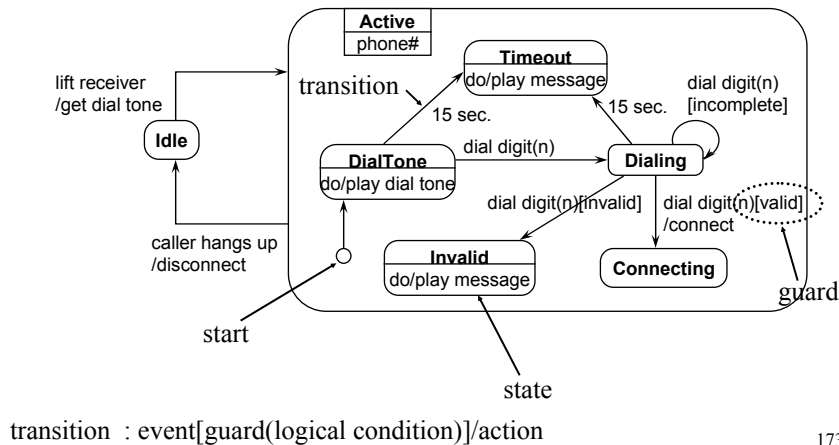 Active
phone#
Timeout
do/play message
transition
lift receiver
/get dial tone
15 sec.
15 sec.
dial digit(n)
[incomplete]
Idle
dial digit(n)
DialTone
do/play dial tone
Dialing
dial digit(n)[invalid]
dial digit(n)[valid]
/connect
caller hangs up
/disconnect
Invalid
do/play message
Connecting
guard
start
state
transition : event[guard(logical condition)]/action
173